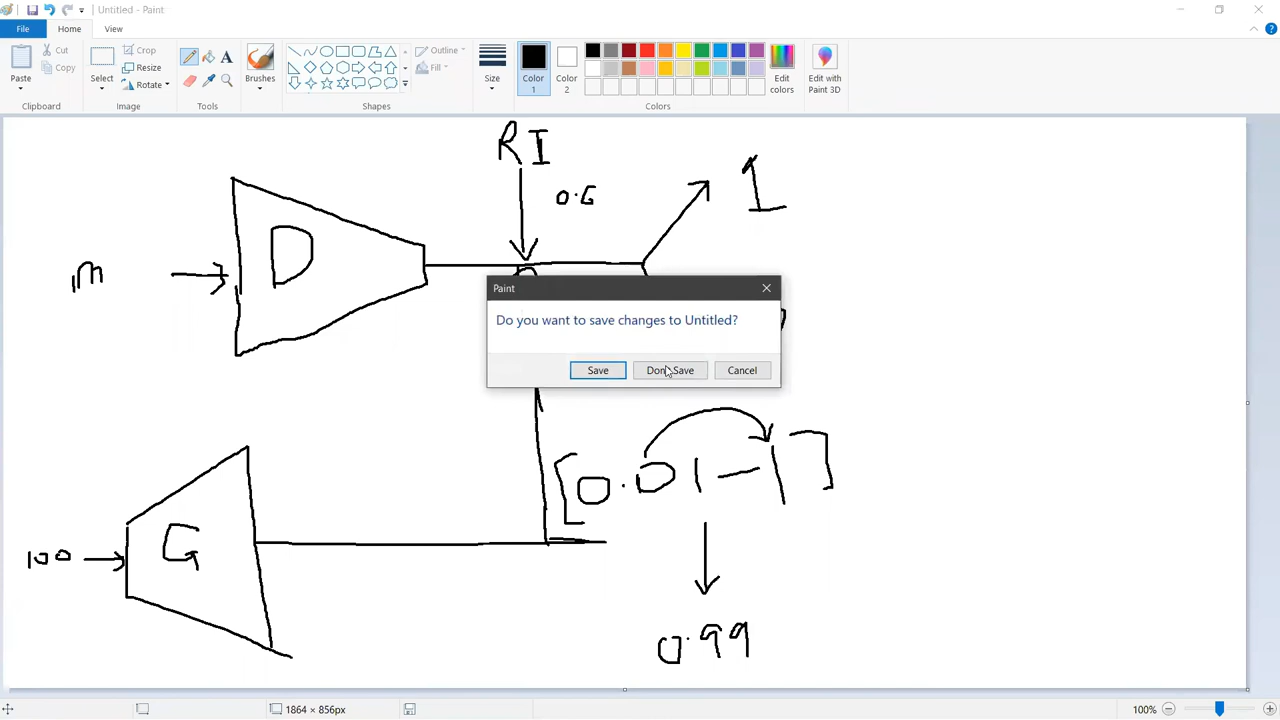 Untitled - Paint
File
Home
View
Paste
Cut
Copy
Clipboard
Select
Crop
Resize
Rotate
Image
Tools
Brushes
Shapes
Outline
Fill
Size
Color 1
Color 2
Edit colors
Colors
Edit with Paint 3D
RI
0.6
1
D
m
Paint
Do you want to save changes to Untitled?
Save
Don't Save
Cancel
[0.01-1]
G
100
0.99
1864 × 856px
100%